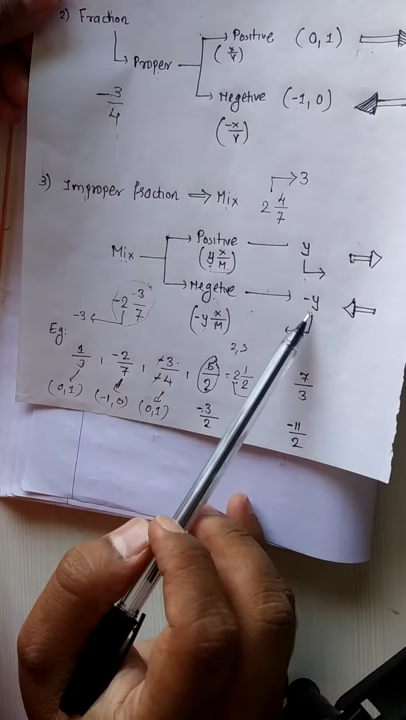 2) Fraction
Proper
Positive (0,1)
(x/y)
-3/4
Negetive (-1,0)
(-x/y)
3) Improper fraction ⇒ Mix 2 4/7 → 3
Mix
Positive — y
(y x/M)
Negetive → -y
(-y x/M)
-2 -3/7
-3
Eg:
1/3, -2/7, -3/-4, 5/2 = 2 1/2
2,3
7/3
(0,1) (-1,0) (0,1)
-3/2
-11/2